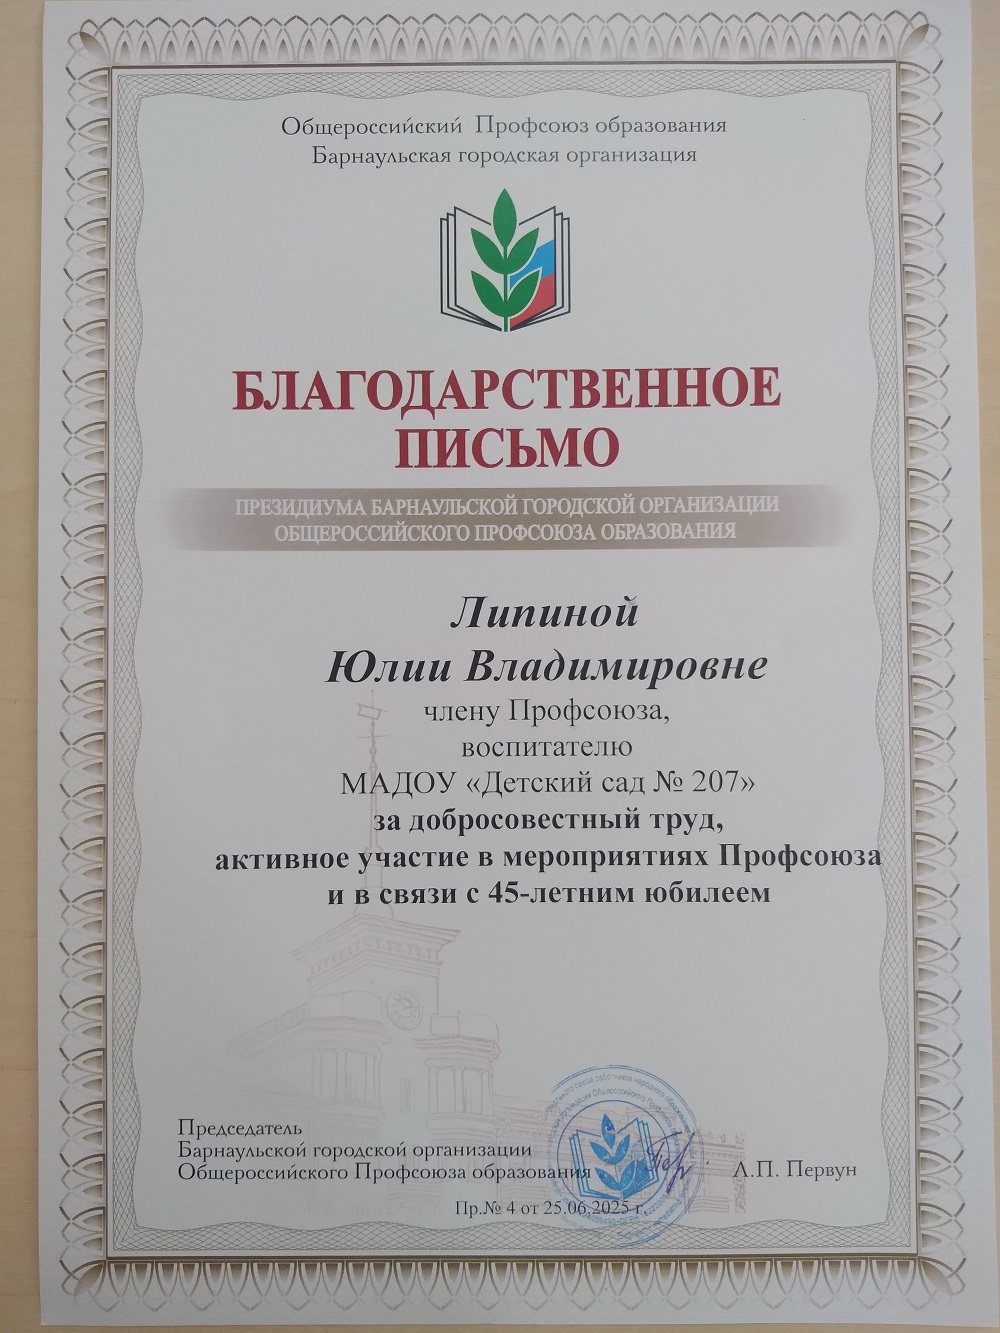 Общероссийский Профсоюз образования
Барнаульская городская организация
БЛАГОДАРСТВЕННОЕ
ПИСЬМО
ПРЕЗИДИУМА БАРНАУЛЬСКОЙ ГОРОДСКОЙ ОРГАНИЗАЦИИ
ОБЩЕРОССИЙСКОГО ПРОФСОЮЗА ОБРАЗОВАНИЯ
Липиной
Юлии Владимировне
члену Профсоюза,
воспитателю
МАДОУ «Детский сад № 207»
за добросовестный труд,
активное участие в мероприятиях Профсоюза
и в связи с 45-летним юбилеем
Председатель
Барнаульской городской организации
Общероссийского Профсоюза образования
А.П. Первун
Пр.№ 4 от 25.06.2025 г.